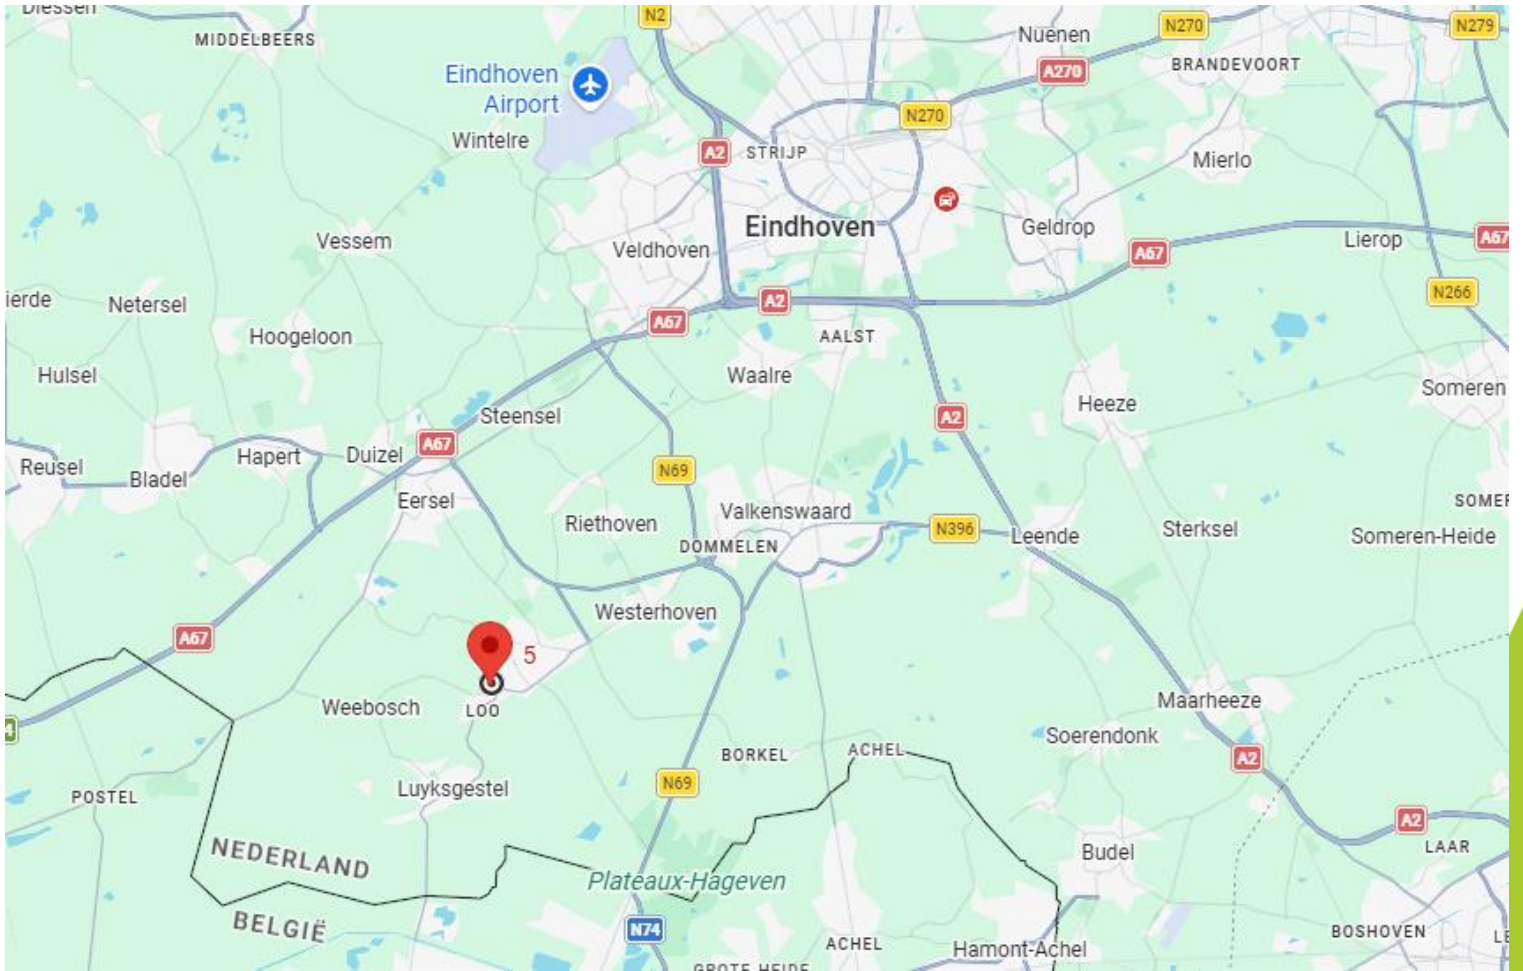 Diessen
MIDDELBEERS
N2
Nuenen
N270
N279
BRANDEVOORT
A270
Eindhoven
Airport
N270
Wintelre
A2
STRIJP
Mierlo
Eindhoven
Geldrop
Vessem
Veldhoven
A67
Lierop
A67
ierde
Netersel
A2
N266
A67
Hoogeloon
AALST
Hulsel
Waalre
Someren
Heeze
Steensel
A2
A67
Reusel
Bladel
Hapert
Duizel
N69
Eersel
SOMER
Riethoven
Valkenswaard
N396
Leende
Sterksel
Someren-Heide
DOMMELEN
Westerhoven
A67
5
Weebosch
LOO
Maarheeze
Soerendonk
BORKEL
ACHEL
A2
Luyksgestel
N69
POSTEL
A2
LAAR
NEDERLAND
Budel
Plateaux-Hageven
BELGIË
N74
ACHEL
Hamont-Achel
BOSHOVEN
GROTE HEIDE